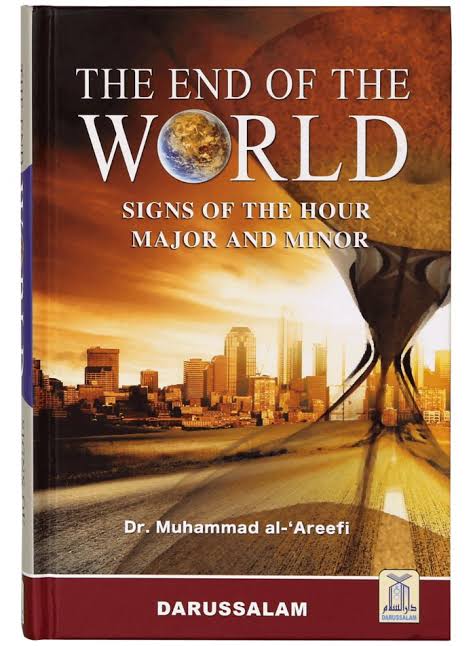 THE END OF THE
WORLD
SIGNS OF THE HOUR
MAJOR AND MINOR
Dr. Muhammad al-‘Areefi
DARUSSALAM
دار السلام
DARUSSALAM